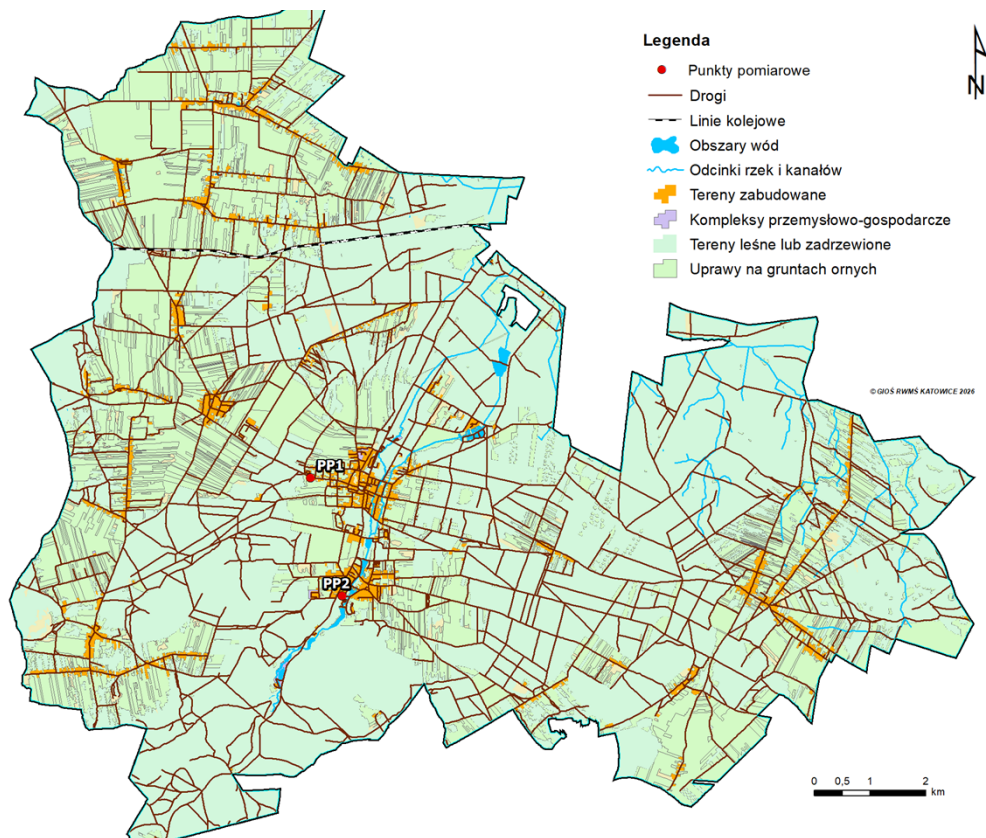 Legenda
Punkty pomiarowe
Drogi
Linie kolejowe
Obszary wód
Odcinki rzek i kanałów
Tereny zabudowane
Kompleksy przemysłowo-gospodarcze
Tereny leśne lub zadrzewione
Uprawy na gruntach ornych
N
© GIOŚ RWMŚ KATOWICE 2026
PP1
PP2
0 0,5 1 2
km